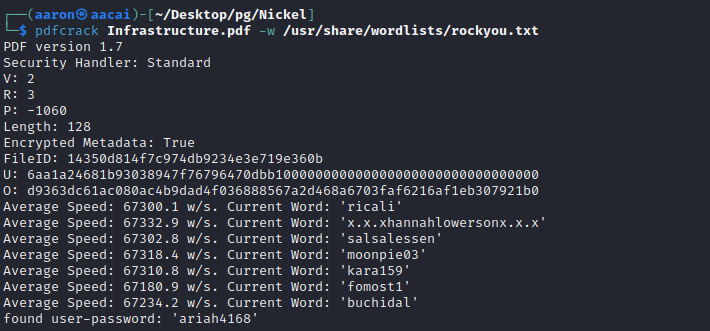 ┌──(aaron㉿aacai)-[~/Desktop/pg/Nickel]
└─$ pdfcrack Infrastructure.pdf -w /usr/share/wordlists/rockyou.txt
PDF version 1.7
Security Handler: Standard
V: 2
R: 3
P: -1060
Length: 128
Encrypted Metadata: True
FileID: 14350d814f7c974db9234e3e719e360b
U: 6aa1a24681b93038947f76796470dbb100000000000000000000000000000000
O: d9363dc61ac080ac4b9dad4f036888567a2d468a6703faf6216af1eb307921b0
Average Speed: 67300.1 w/s. Current Word: 'ricali'
Average Speed: 67332.9 w/s. Current Word: 'x.x.xhannahlowersonx.x.x'
Average Speed: 67302.8 w/s. Current Word: 'salsalessen'
Average Speed: 67318.4 w/s. Current Word: 'moonpie03'
Average Speed: 67310.8 w/s. Current Word: 'kara159'
Average Speed: 67180.9 w/s. Current Word: 'fomost1'
Average Speed: 67234.2 w/s. Current Word: 'buchidal'
found user-password: 'ariah4168'